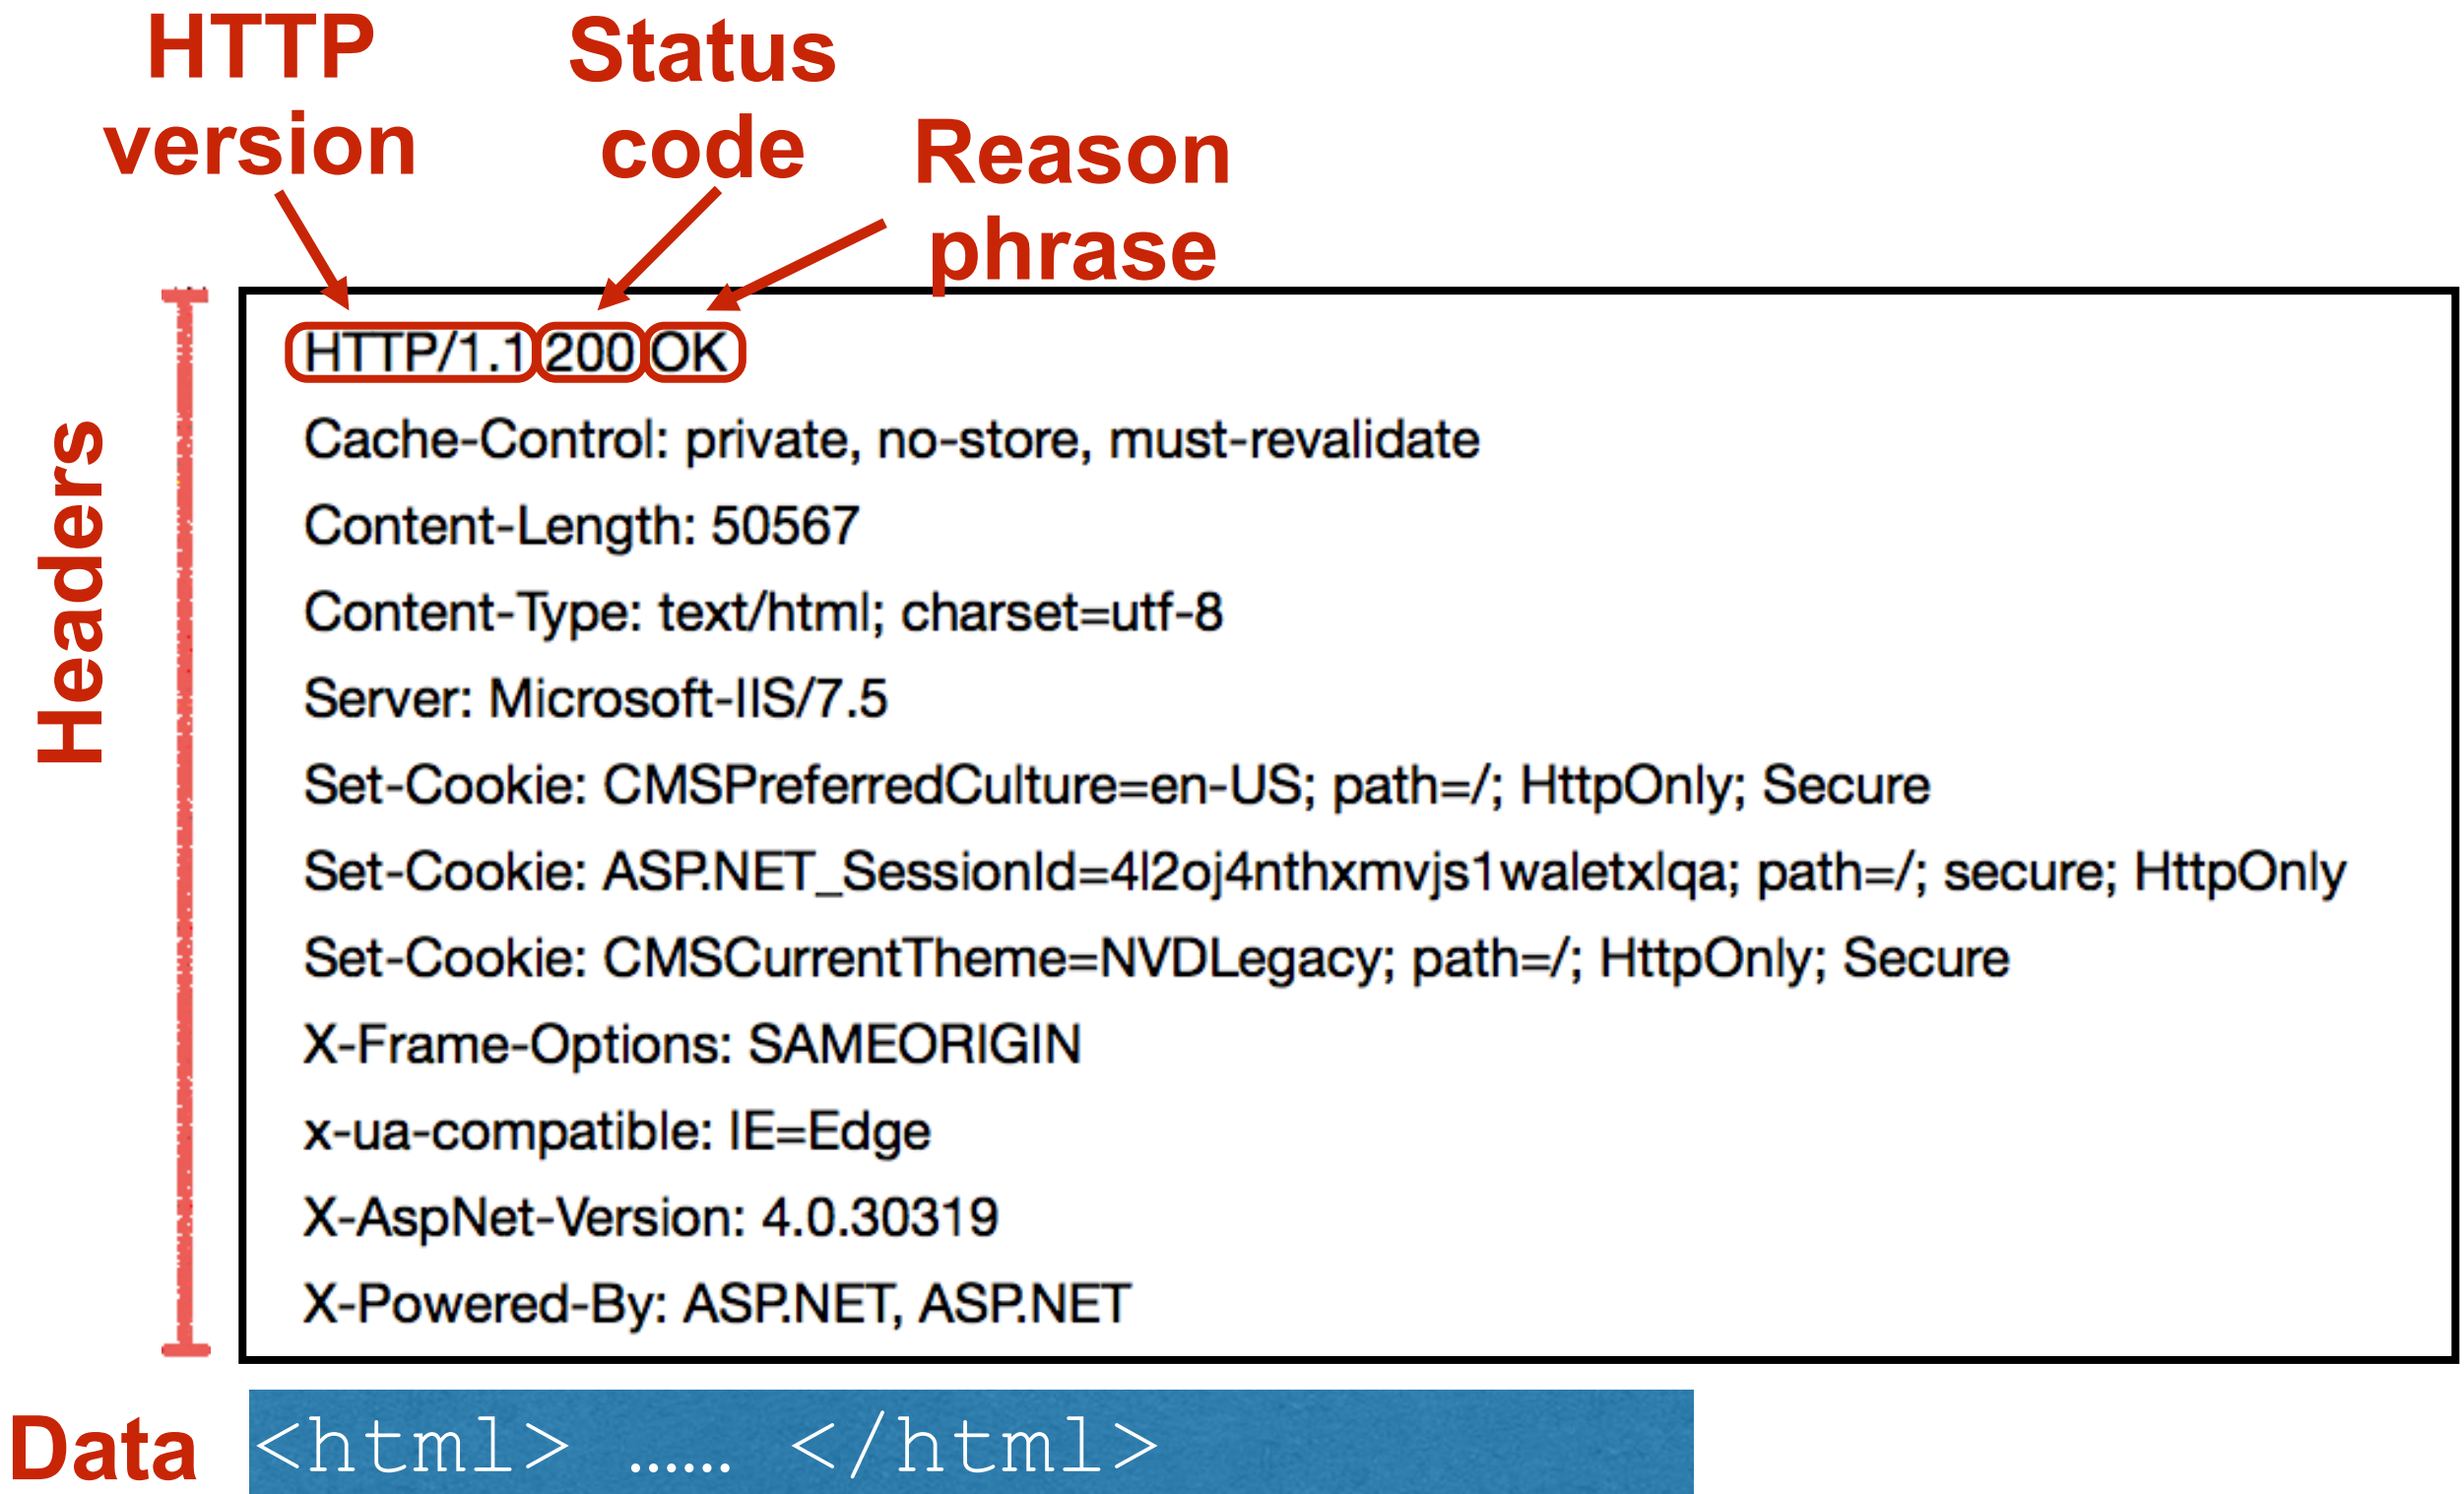 HTTP
version
Status
code
Reason
phrase
Headers
HTTP/1.1 200 OK
Cache-Control: private, no-store, must-revalidate
Content-Length: 50567
Content-Type: text/html; charset=utf-8
Server: Microsoft-IIS/7.5
Set-Cookie: CMSPreferredCulture=en-US; path=/; HttpOnly; Secure
Set-Cookie: ASP.NET_SessionId=4l2oj4nthxmvjs1waletxlqa; path=/; secure; HttpOnly
Set-Cookie: CMSCurrentTheme=NVDLegacy; path=/; HttpOnly; Secure
X-Frame-Options: SAMEORIGIN
x-ua-compatible: IE=Edge
X-AspNet-Version: 4.0.30319
X-Powered-By: ASP.NET, ASP.NET
Data
<html> …… </html>